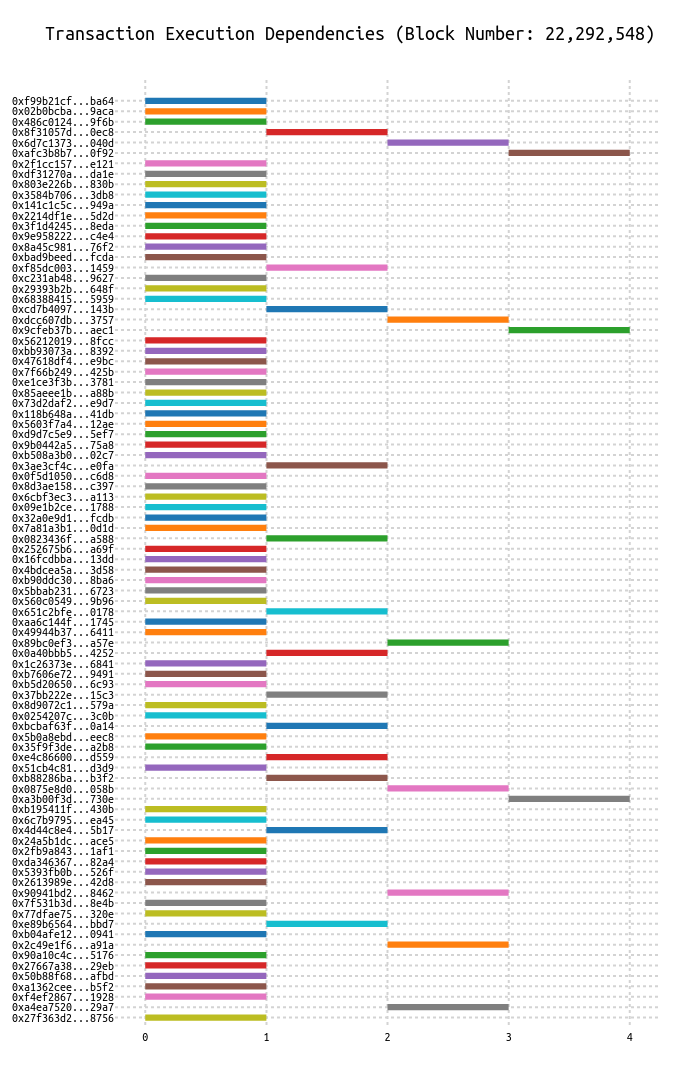 Transaction Execution Dependencies (Block Number: 22,292,548)
0xf99b21cf...ba64
0x02b0bcba...9aca
0x486c0124...9f6b
0x8f31057d...0ec8
0x6d7c1373...040d
0xafc3b8b7...0f92
0x2f1cc157...e121
0xdf31270a...da1e
0x803e226b...830b
0x3584b706...3db8
0x141c1c5c...949a
0x2214df1e...5d2d
0x3f1d4245...8eda
0x9e958222...c4e4
0x8a45c981...76f2
0xbad9beed...fcda
0xf85dc003...1459
0xc231ab48...9627
0x29393b2b...648f
0x68388415...5959
0xcd7b4097...143b
0xdcc607db...3757
0x9cfeb37b...aec1
0x56212019...8fcc
0xbb93073a...8392
0x47618df4...e9bc
0x7f66b249...425b
0xe1ce3f3b...3781
0x85aeee1b...a88b
0x73d2daf2...e9d7
0x118b648a...41db
0x5603f7a4...12ae
0xd9d7c5e9...5ef7
0x9b0442a5...75a8
0xb508a3b0...02c7
0x3ae3cf4c...e0fa
0x0f5d1050...c6d8
0x8d3ae158...c397
0x6cbf3ec3...a113
0x09e1b2ce...1788
0x32a0e9d1...fcdb
0x7a81a3b1...0d1d
0x0823436f...a588
0x252675b6...a69f
0x16fcdbba...13dd
0x4bdcea5a...3d58
0xb90ddc30...8ba6
0x5bbab231...6723
0x560c0549...9b96
0x651c2bfe...0178
0xaa6c144f...1745
0x49944b37...6411
0x89bc0ef3...a57e
0x0a40bbb5...4252
0x1c26373e...6841
0xb7606e72...9491
0xb5d20650...6c93
0x37bb222e...15c3
0x8d9072c1...579a
0x0254207c...3c0b
0xbcbaf63f...0a14
0x5b0a8ebd...eec8
0x35f9f3de...a2b8
0xe4c86600...d559
0x51cb4c81...d3d9
0xb88286ba...b3f2
0x0875e8d0...058b
0xa3b00f3d...730e
0xb195411f...430b
0x6c7b9795...ea45
0x4d44c8e4...5b17
0x24a5b1dc...ace5
0x2fb9a843...1af1
0xda346367...82a4
0x5393fb0b...526f
0x2613989e...42d8
0x90941bd2...8462
0x7f531b3d...8e4b
0x77dfae75...320e
0xe89b6564...bbd7
0xb04afe12...0941
0x2c49e1f6...a91a
0x90a10c4c...5176
0x27667a38...29eb
0x50b88f68...afbd
0xa1362cee...b5f2
0xf4ef2867...1928
0xa4ea7520...29a7
0x27f363d2...8756
0 1 2 3 4